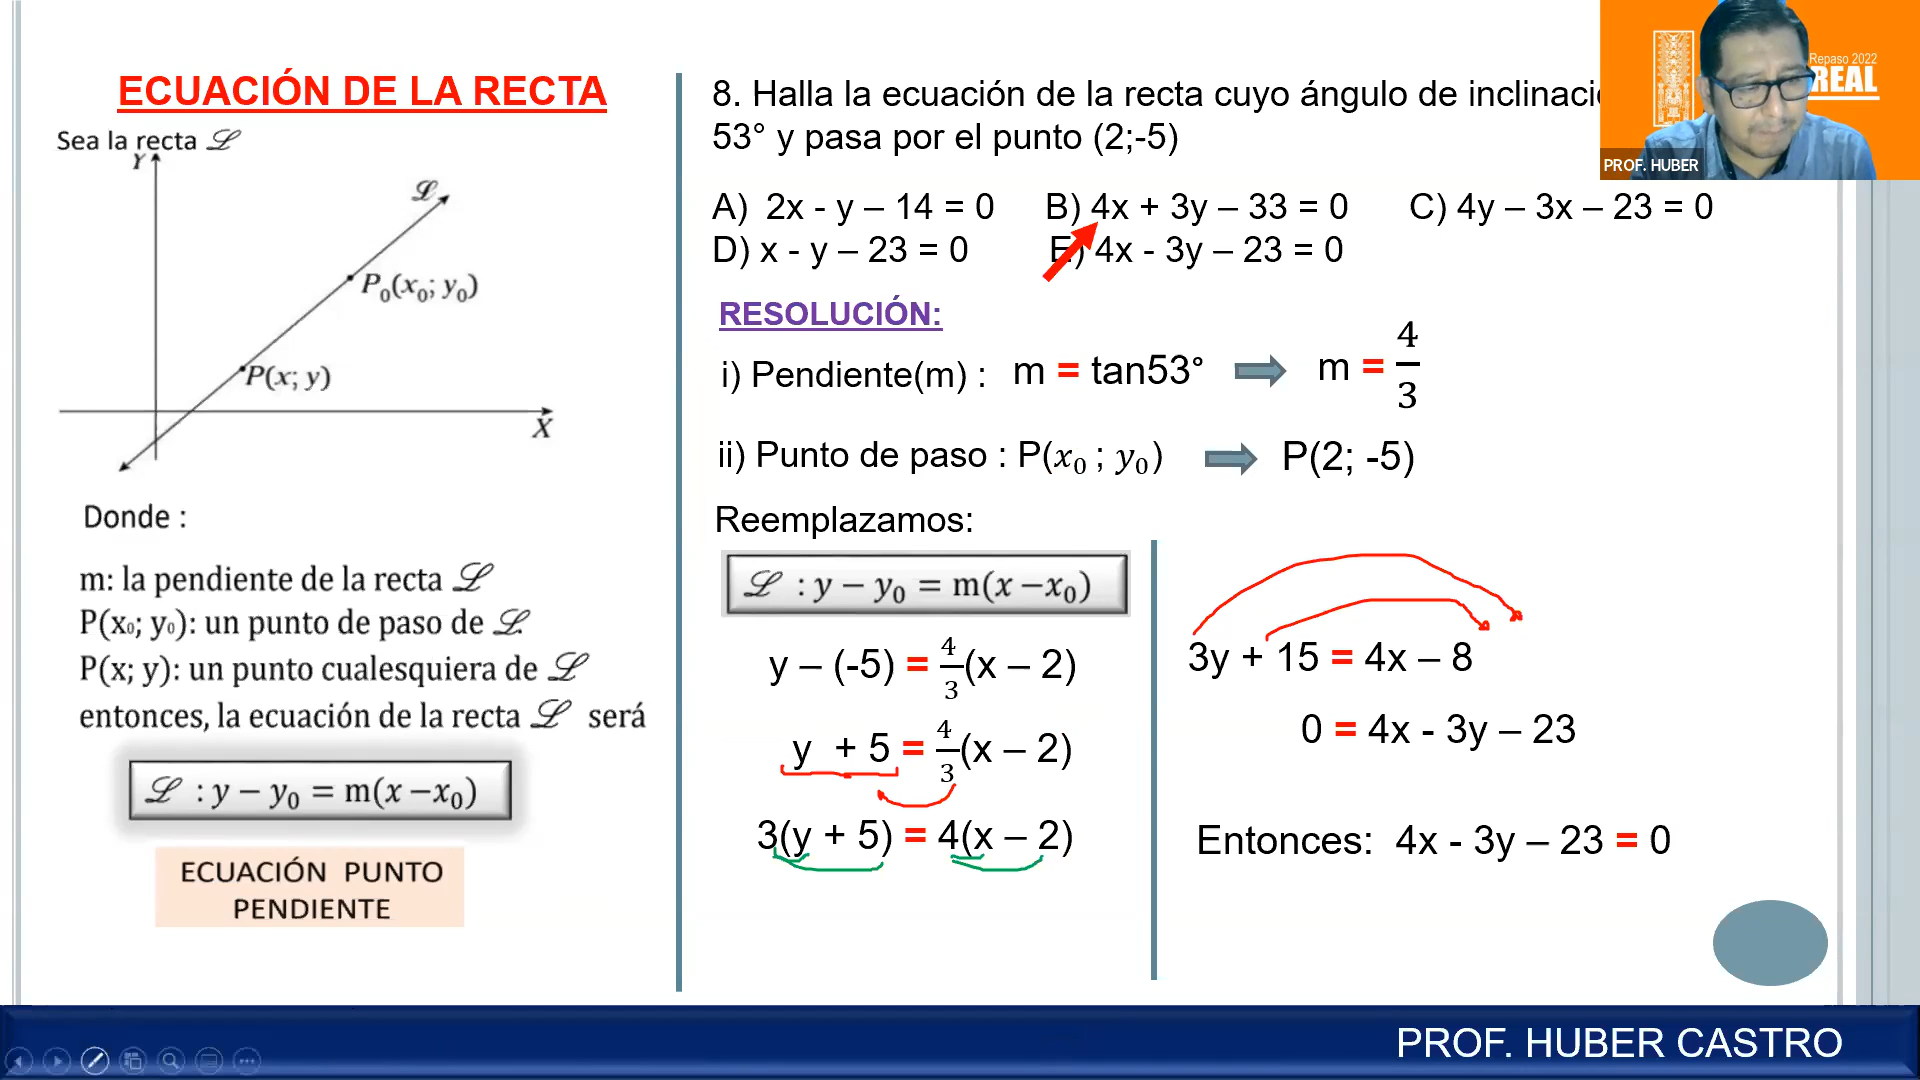 ECUACIÓN DE LA RECTA
Sea la recta ℒ
Y
ℒ
P₀(x₀; y₀)
P(x; y)
X
Donde :
m: la pendiente de la recta ℒ
P(x₀; y₀): un punto de paso de ℒ.
P(x; y): un punto cualesquiera de ℒ
entonces, la ecuación de la recta ℒ será
ℒ : y − y₀ = m(x −x₀)
ECUACIÓN PUNTO
PENDIENTE
8. Halla la ecuación de la recta cuyo ángulo de inclinaci
53° y pasa por el punto (2;-5)
A) 2x - y – 14 = 0 B) 4x + 3y – 33 = 0 C) 4y – 3x – 23 = 0
D) x - y – 23 = 0 E) 4x - 3y – 23 = 0
RESOLUCIÓN:
i) Pendiente(m) : m = tan53° m = 4/3
ii) Punto de paso : P(x₀ ; y₀) P(2; -5)
Reemplazamos:
ℒ : y − y₀ = m(x −x₀)
y – (-5) = 4/3(x – 2)
y + 5 = 4/3(x – 2)
3(y + 5) = 4(x – 2)
3y + 15 = 4x – 8
0 = 4x - 3y – 23
Entonces: 4x - 3y – 23 = 0
Repaso 2022
REAL
PROF. HUBER
PROF. HUBER CASTRO